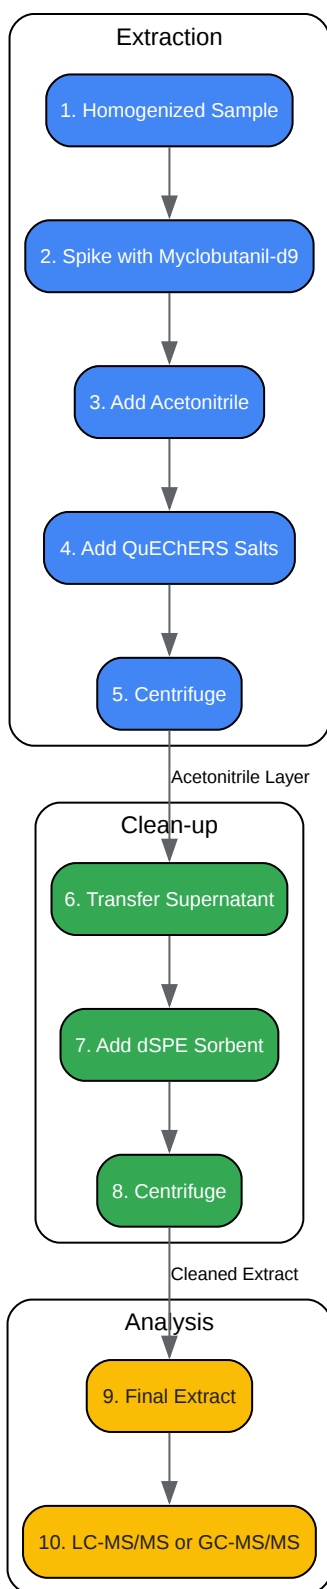 Extraction
1. Homogenized Sample
2. Spike with Myclobutanil-d9
3. Add Acetonitrile
4. Add QuEChERS Salts
5. Centrifuge
Acetonitrile Layer
Clean-up
6. Transfer Supernatant
7. Add dSPE Sorbent
8. Centrifuge
Cleaned Extract
Analysis
9. Final Extract
10. LC-MS/MS or GC-MS/MS